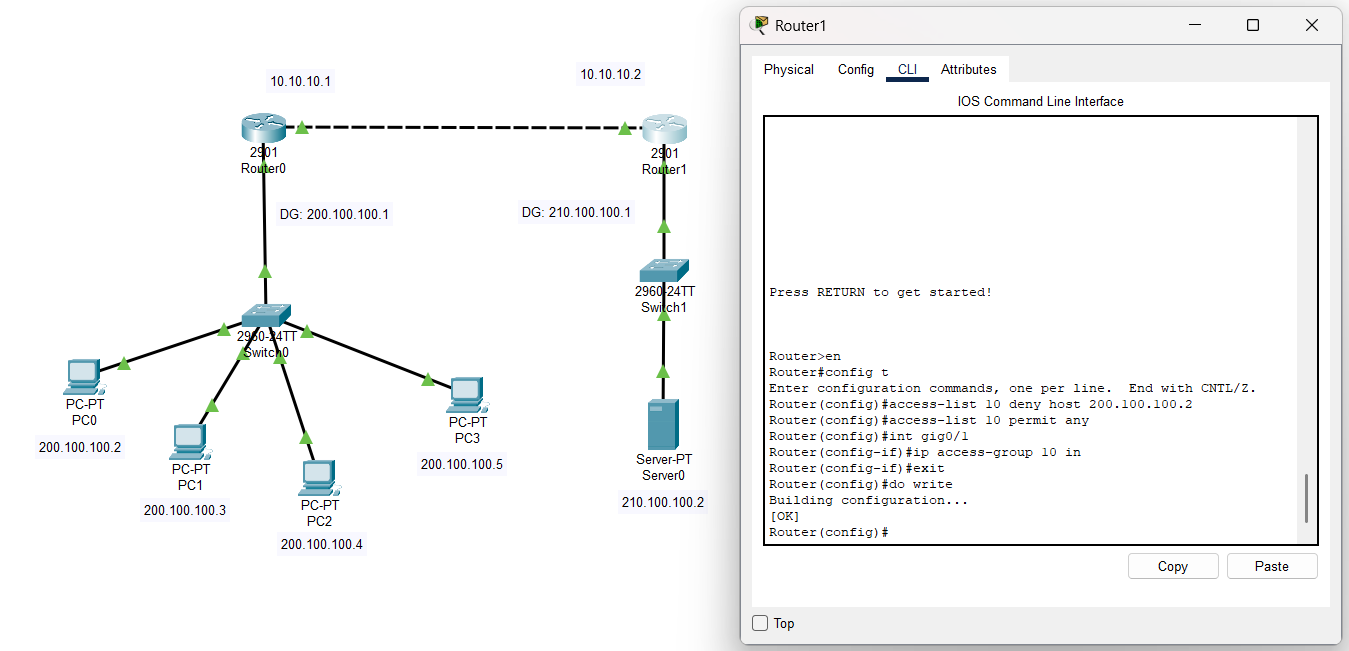 10.10.10.1
10.10.10.2
2901
Router0
2901
Router1
DG: 200.100.100.1
DG: 210.100.100.1
2960-24TT
Switch1
2960-24TT
Switch0
PC-PT
PC0
200.100.100.2
PC-PT
PC1
200.100.100.3
PC-PT
PC2
200.100.100.4
PC-PT
PC3
200.100.100.5
Server-PT
Server0
210.100.100.2
Router1
Physical Config CLI Attributes
IOS Command Line Interface
Press RETURN to get started!
Router>en
Router#config t
Enter configuration commands, one per line.  End with CNTL/Z.
Router(config)#access-list 10 deny host 200.100.100.2
Router(config)#access-list 10 permit any
Router(config)#int gig0/1
Router(config-if)#ip access-group 10 in
Router(config-if)#exit
Router(config)#do write
Building configuration...
[OK]
Router(config)#
Copy Paste
Top